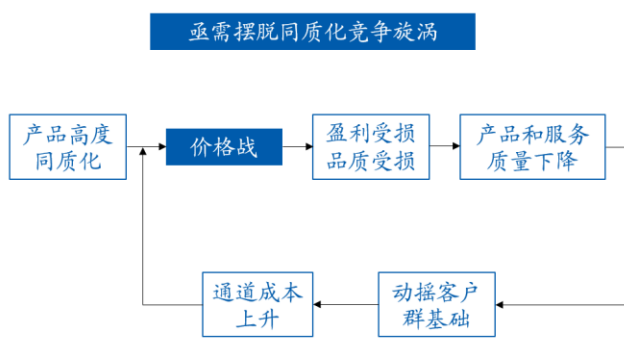 亟需摆脱同质化竞争旋涡
产品高度
同质化
价格战
盈利受损
品质受损
产品和服务
质量下降
动摇客户
群基础
通道成本
上升